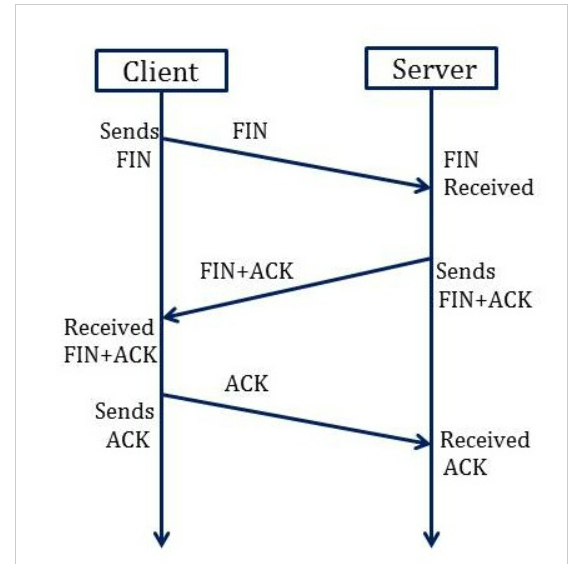 Client
Server
Sends
FIN
FIN
FIN
Received
FIN+ACK
Sends
FIN+ACK
Received
FIN+ACK
ACK
Sends
ACK
Received
ACK